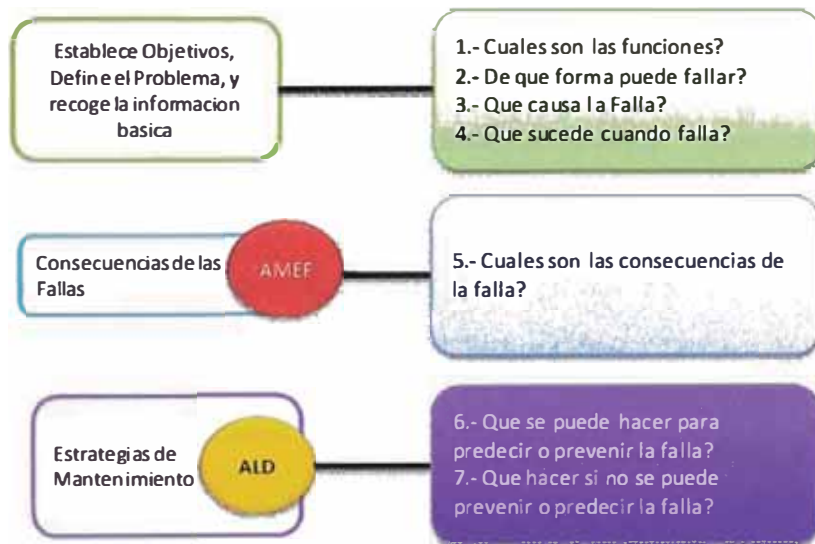 Establece Objetivos,
Define el Problema, y
recoge la informacion
basica
1.- Cuales son las funciones?
2.- De que forma puede fallar?
3.- Que causa la Falla?
4.- Que sucede cuando falla?
Consecuencias de las
Fallas
AMEF
5.- Cuales son las consecuencias de
la falla?
Estrategias de
Mantenimiento
ALD
6.- Que se puede hacer para
predecir o prevenir la falla?
7.- Que hacer si no se puede
prevenir o predecir la falla?